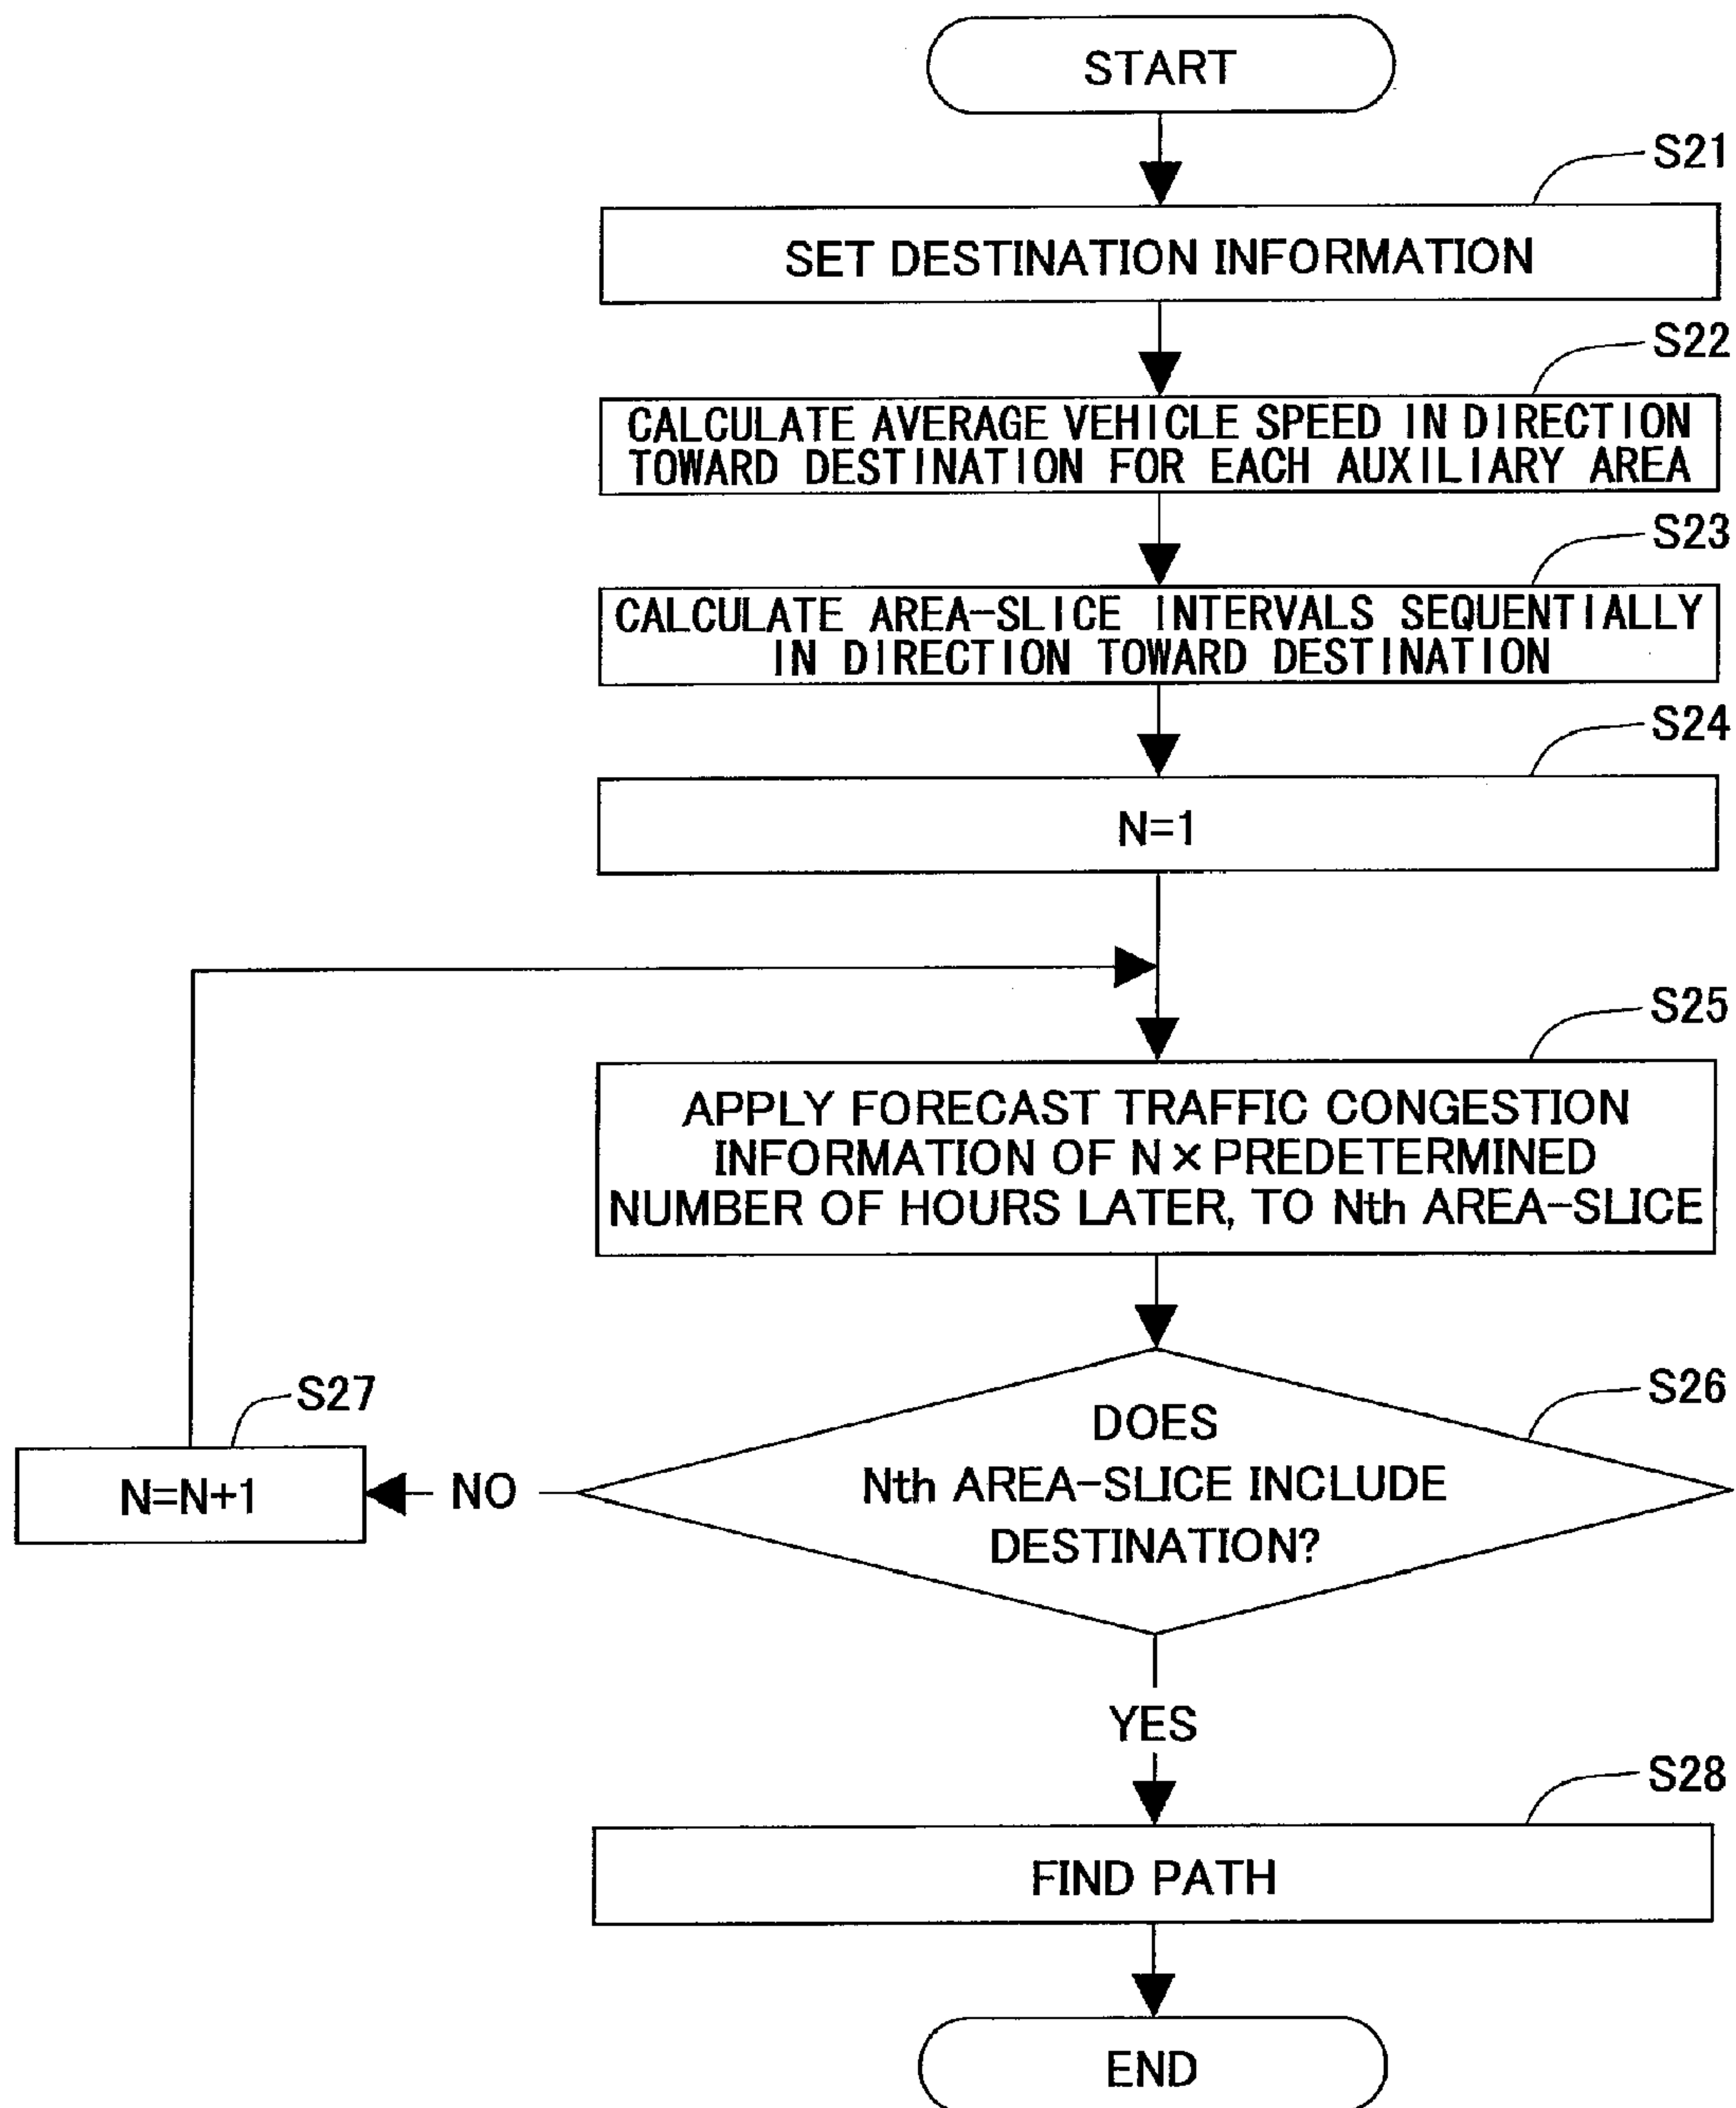 START
S21
SET DESTINATION INFORMATION
S22
CALCULATE AVERAGE VEHICLE SPEED IN DIRECTION
TOWARD DESTINATION FOR EACH AUXILIARY AREA
S23
CALCULATE AREA-SLICE INTERVALS SEQUENTIALLY
IN DIRECTION TOWARD DESTINATION
S24
N=1
S25
APPLY FORECAST TRAFFIC CONGESTION
INFORMATION OF N×PREDETERMINED
NUMBER OF HOURS LATER, TO Nth AREA-SLICE
S26
DOES
Nth AREA-SLICE INCLUDE
DESTINATION?
S27
N=N+1
NO
YES
S28
FIND PATH
END